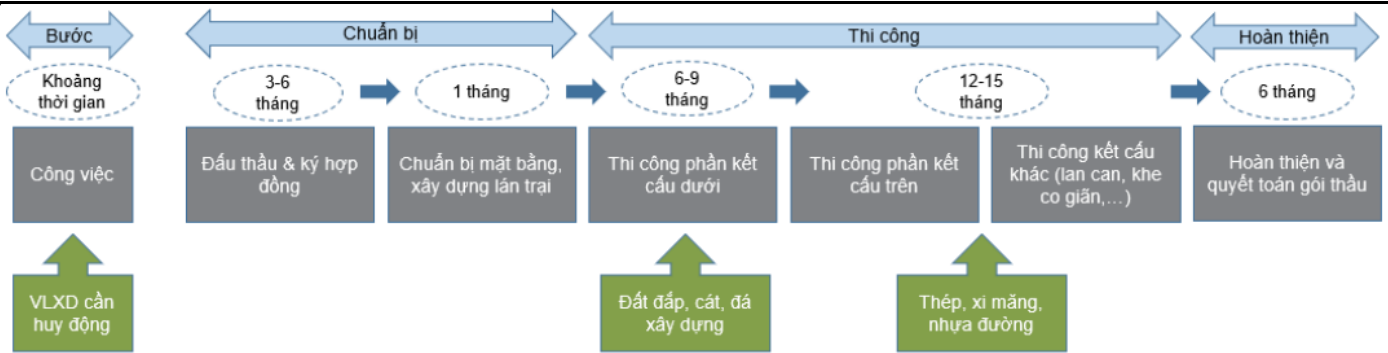 Bước
Chuẩn bị
Thi công
Hoàn thiện
Khoảng
thời gian
3-6
tháng
1 tháng
6-9
tháng
12-15
tháng
6 tháng
Công việc
Đấu thầu & ký hợp
đồng
Chuẩn bị mặt bằng,
xây dựng lán trại
Thi công phần kết
cấu dưới
Thi công phần kết
cấu trên
Thi công kết cấu
khác (lan can, khe
co giãn,…)
Hoàn thiện và
quyết toán gói thầu
VLXD cần
huy động
Đất đắp, cát, đá
xây dựng
Thép, xi măng,
nhựa đường